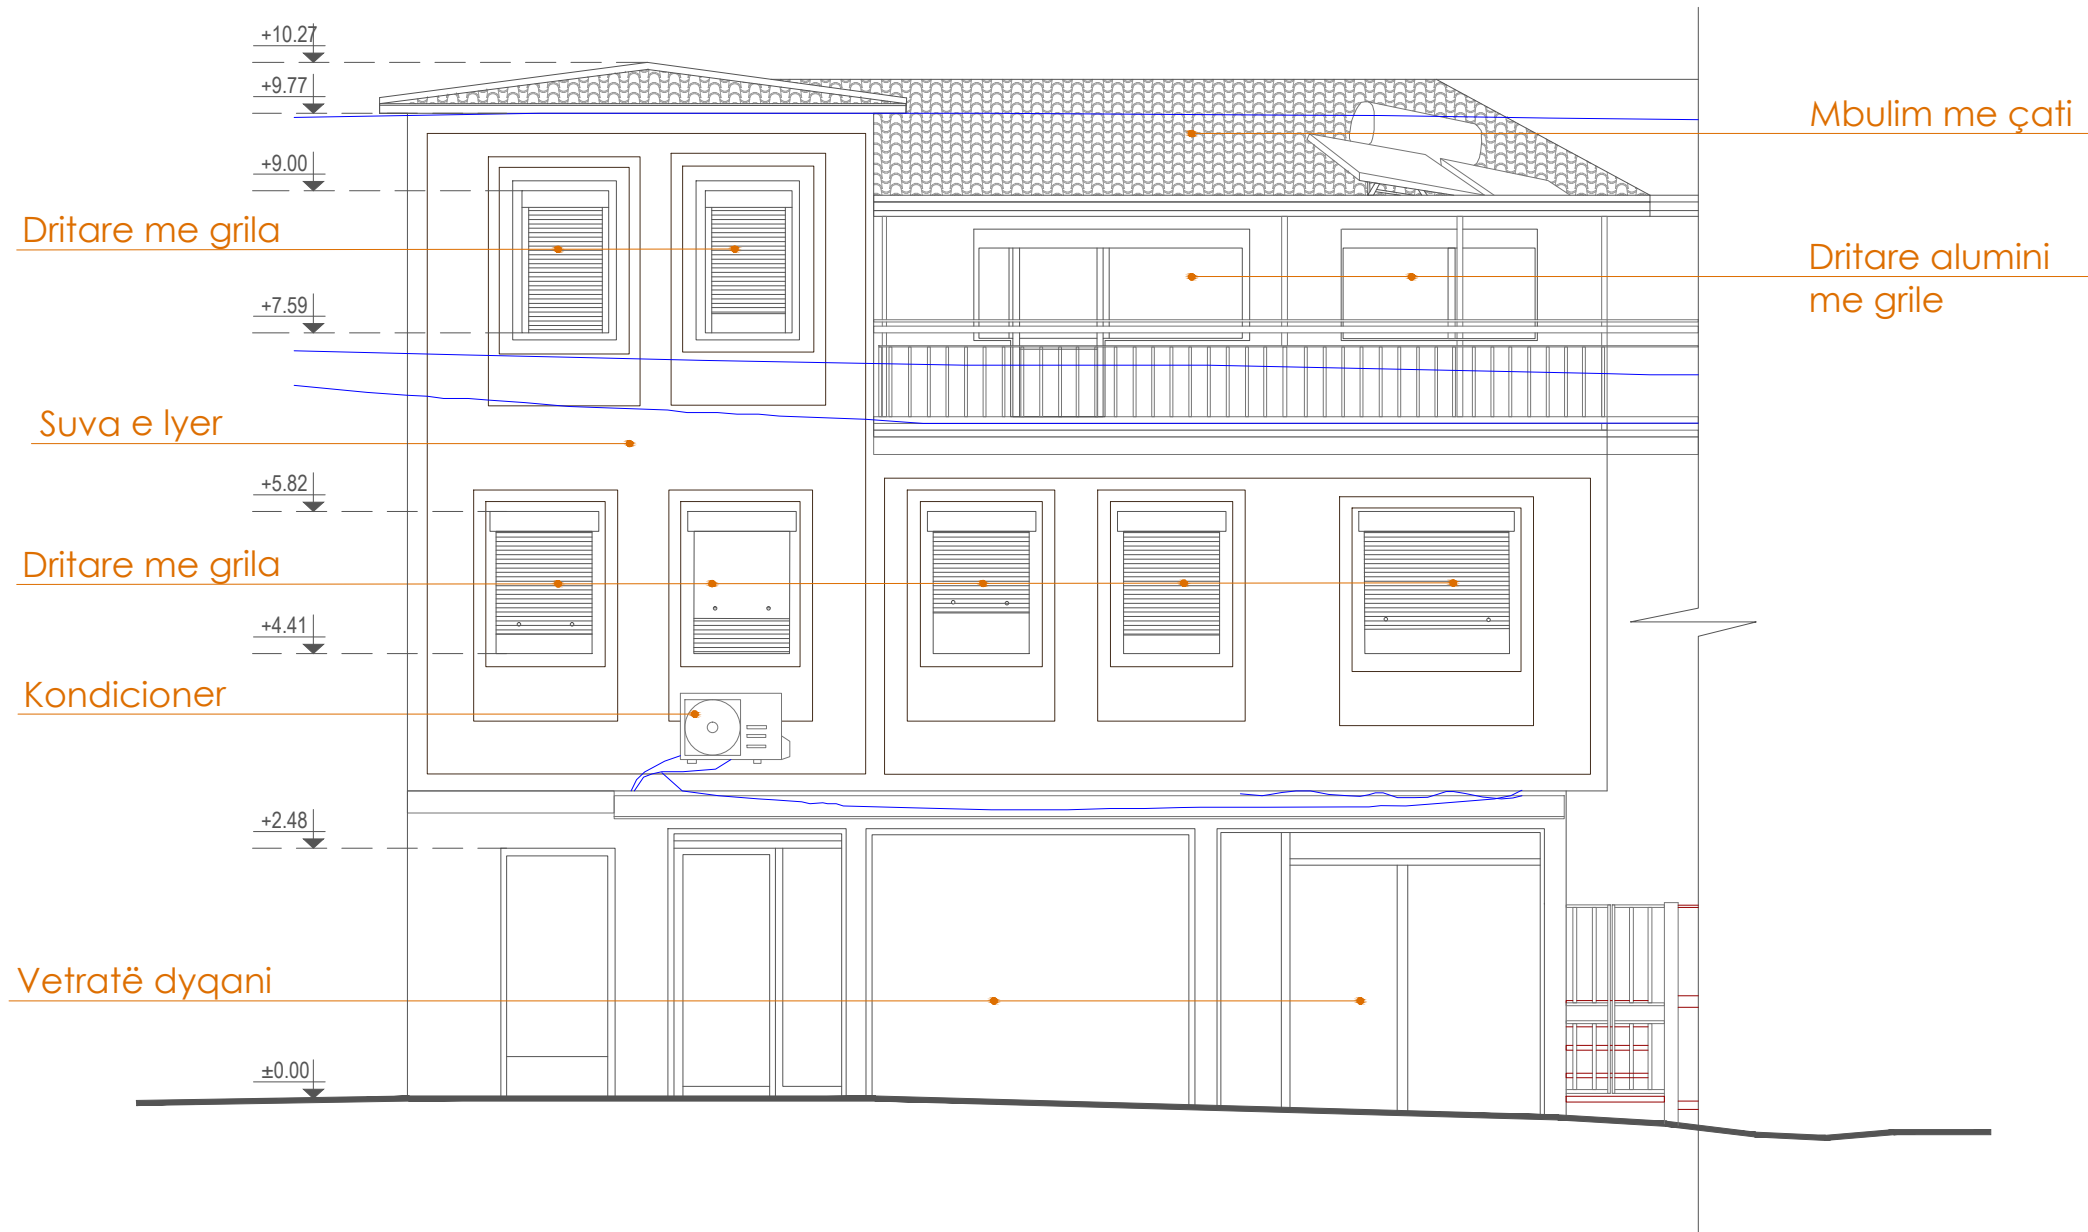 +10.27
+9.77
Mbulim me çati
+9.00
Dritare me grila
Dritare alumini
me grile
+7.59
Suva e lyer
+5.82
Dritare me grila
+4.41
Kondicioner
+2.48
Vetratë dyqani
±0.00